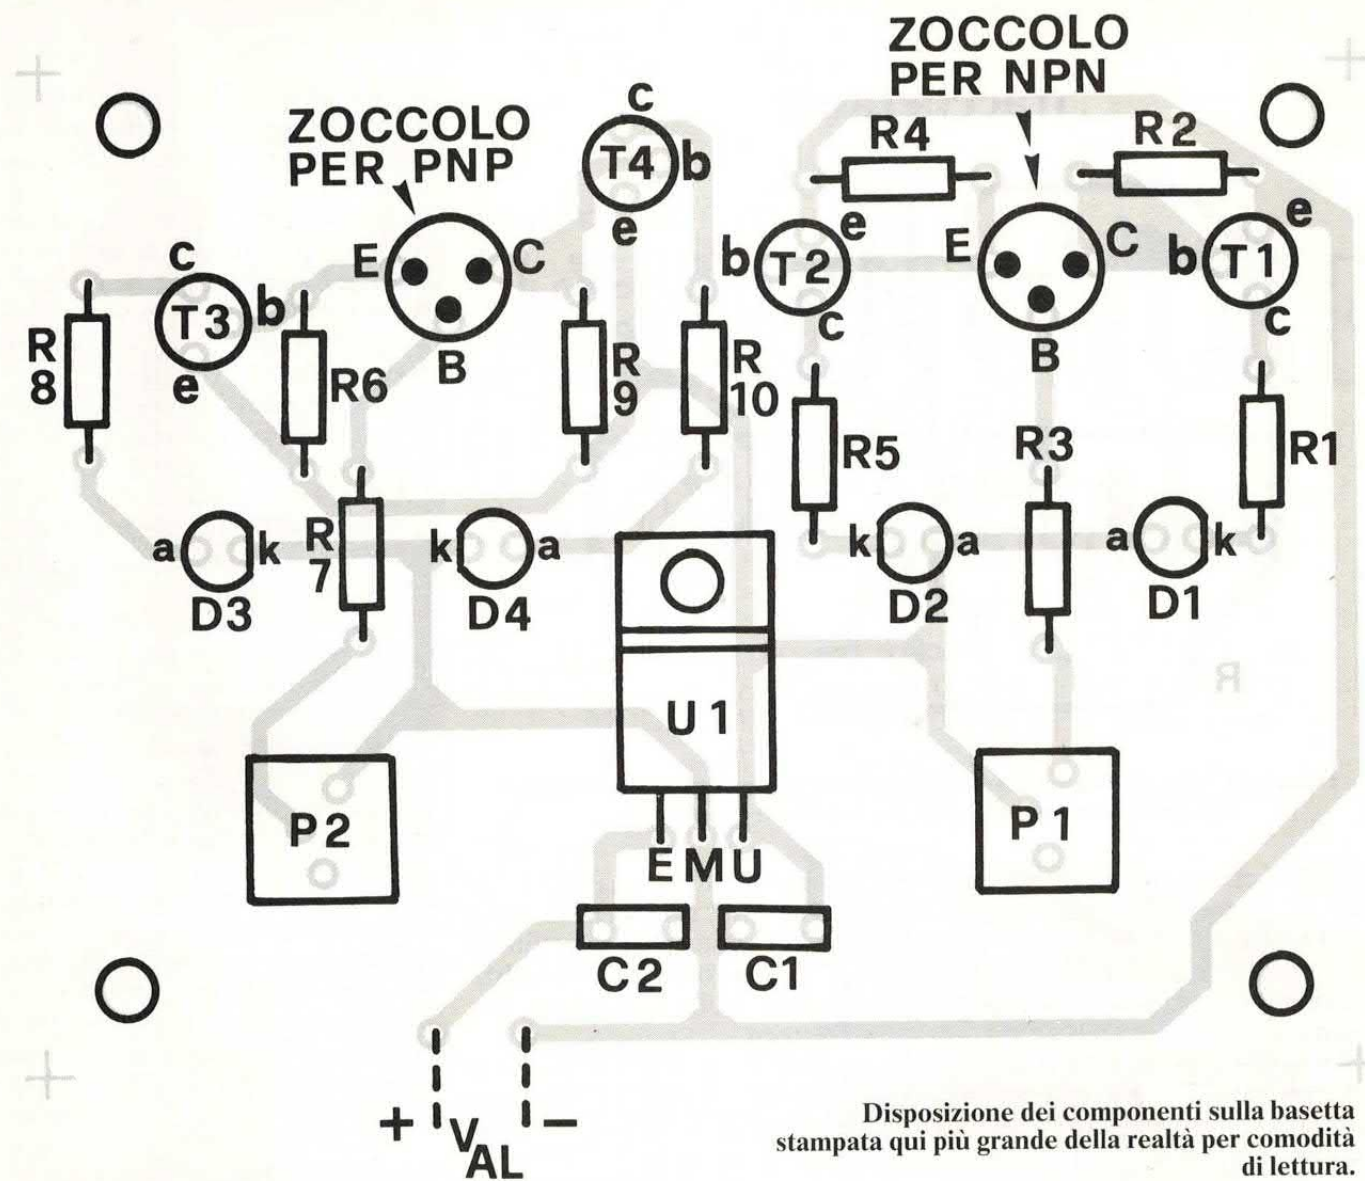 ZOCCOLO
PER NPN
ZOCCOLO
PER PNP
c
T4 b
e
R4
R2
E C
B
b T2 e
c
E C
B
b T1 e
c
c
T3 b
e
R
8
R6
R
9
R
10
R5
R3
R1
a k
D3
R
7
k a
D4
k a
D2
a k
D1
U1
E M U
P2
P1
R
C2
C1
+ VAL -
Disposizione dei componenti sulla basetta
stampata qui più grande della realtà per comodità
di lettura.